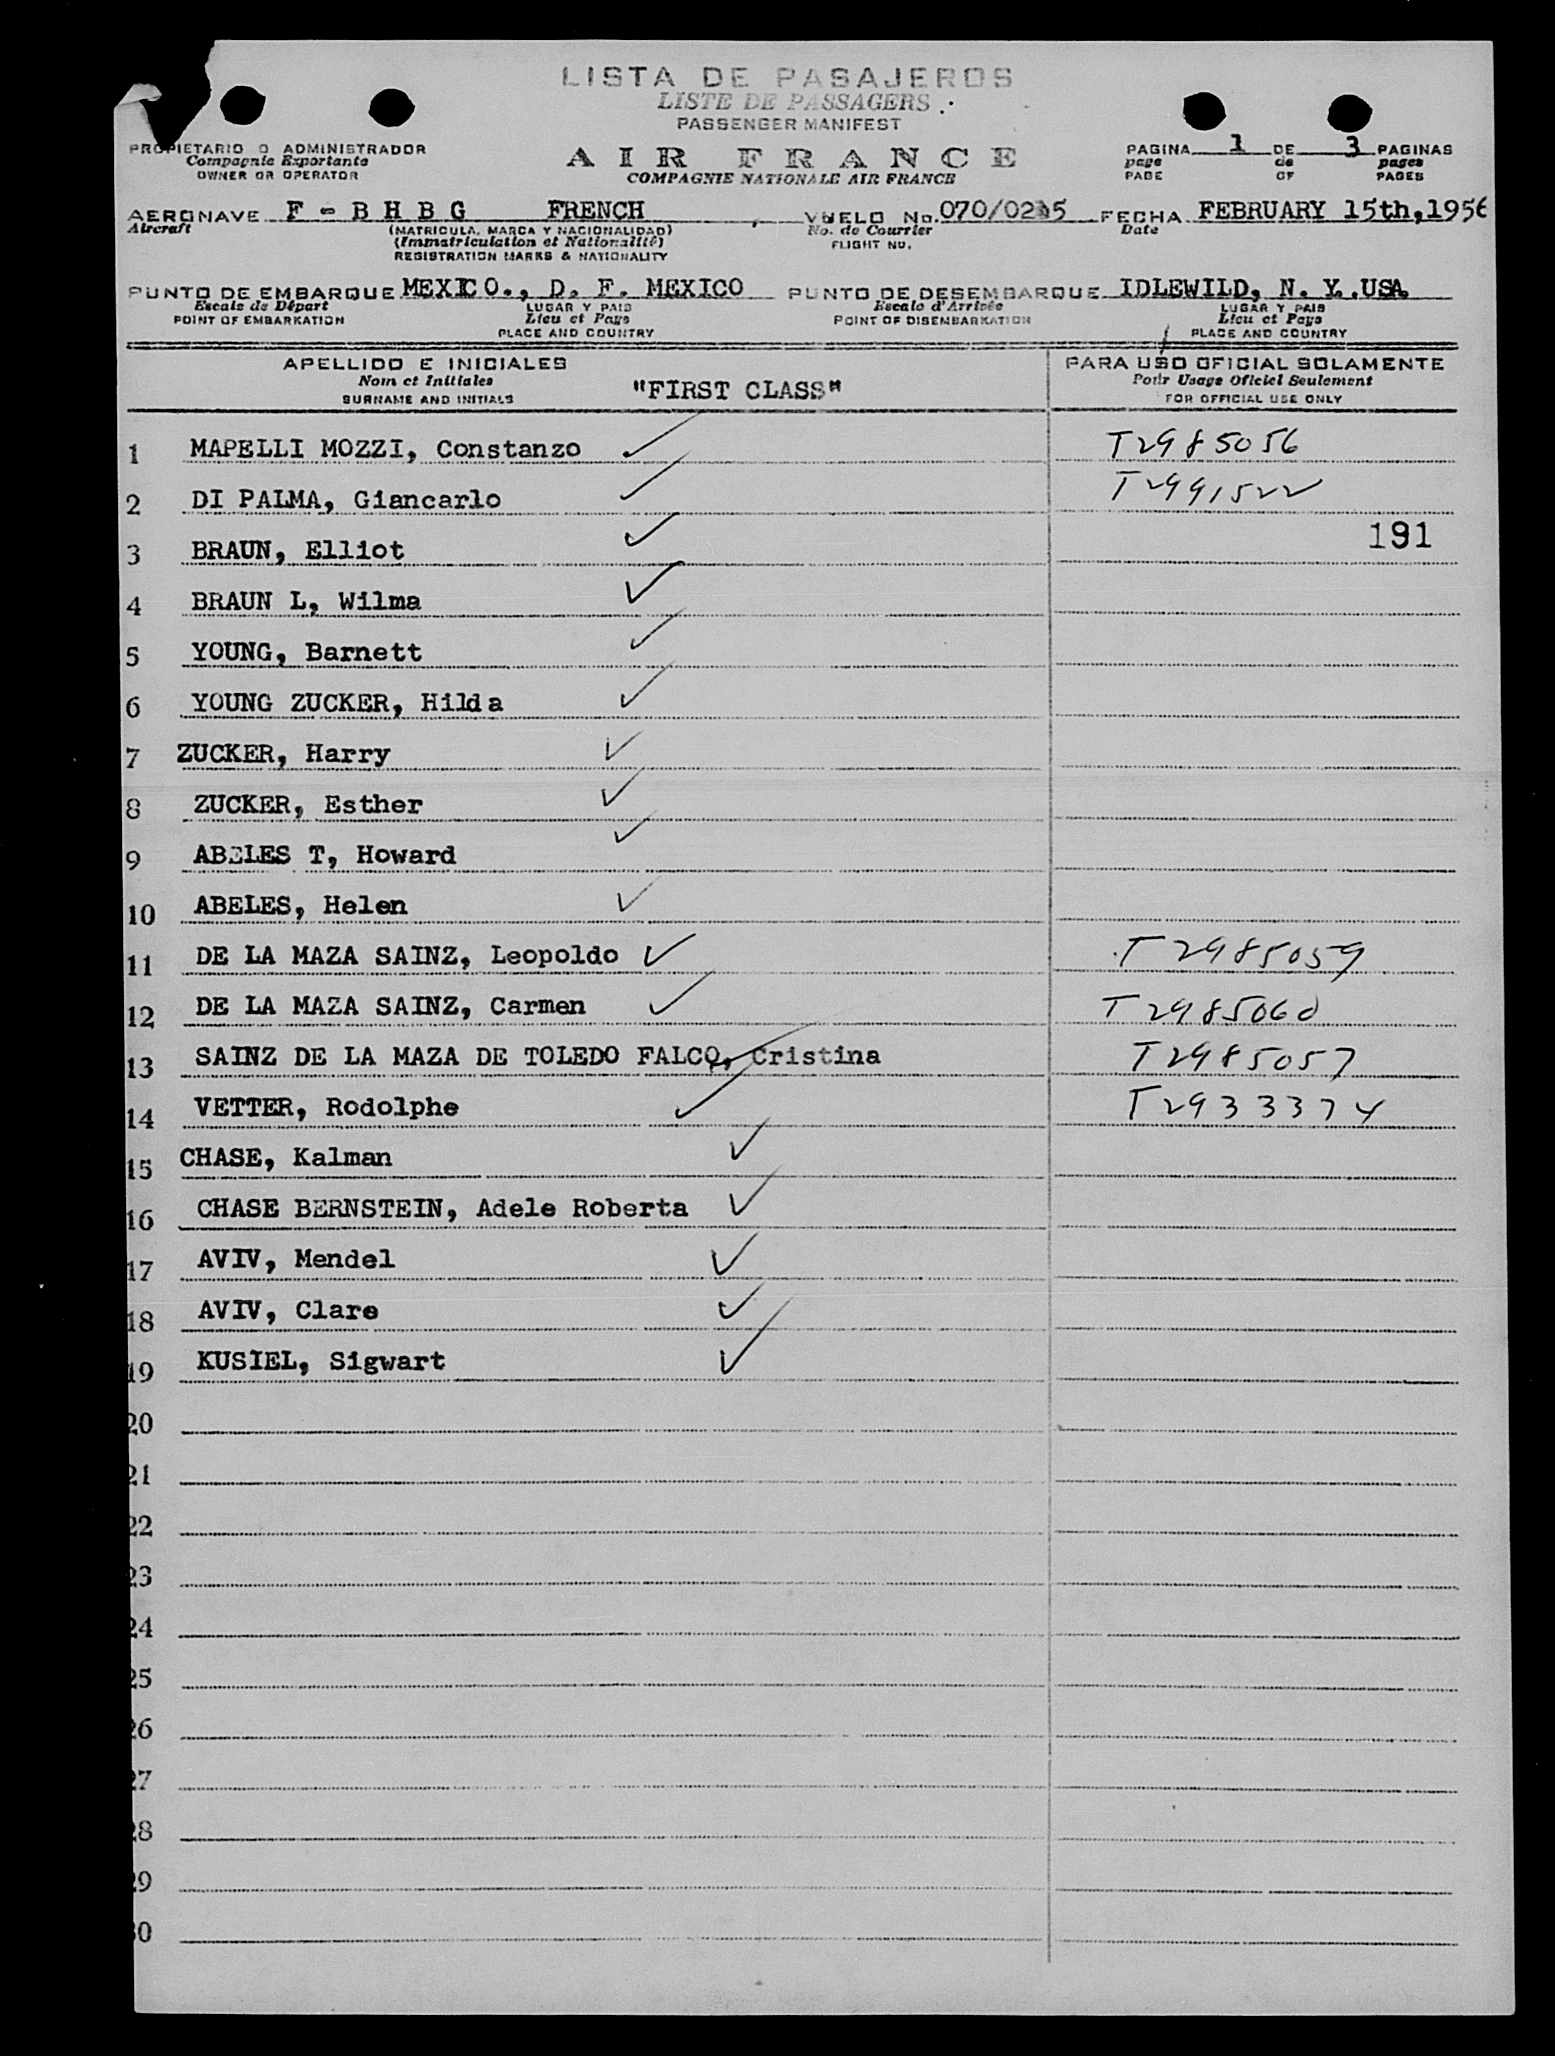 LISTA DE PASAJEROS
LISTE DE PASSAGERS
PASSENGER MANIFEST
PROPIETARIO O ADMINISTRADOR
Compagnie Exportante
OWNER OR OPERATOR
AIR FRANCE
COMPAGNIE NATIONALE AIR FRANCE
PAGINA 1 DE 3 PAGINAS
page de pages
PAGE OF PAGES
AERONAVE F - B H B G FRENCH VUELO No. 070/0215 FECHA FEBRUARY 15th, 1956
Aircraft (MATRICULA, MARCA Y NACIONALIDAD) No. de Courrier Date
(Immatriculation et Nationalité) FLIGHT NO.
REGISTRATION MARKS & NATIONALITY
PUNTO DE EMBARQUE MEXICO., D. F. MEXICO PUNTO DE DESEMBARQUE IDLEWILD, N. Y. USA
Escale de Départ LUGAR Y PAIS Escale d'Arrivée LUGAR Y PAIS
POINT OF EMBARKATION Lieu et Pays POINT OF DISEMBARKATION Lieu et Pays
PLACE AND COUNTRY PLACE AND COUNTRY
APELLIDO E INICIALES PARA USO OFICIAL SOLAMENTE
Nom et Initiales "FIRST CLASS" Pour Usage Oficiel Seulement
SURNAME AND INITIALS FOR OFFICIAL USE ONLY
1 MAPELLI MOZZI, Constanzo ✓ T2985056
2 DI PALMA, Giancarlo ✓ T2991522
3 BRAUN, Elliot ✓ 191
4 BRAUN L, Wilma ✓
5 YOUNG, Barnett ✓
6 YOUNG ZUCKER, Hilda ✓
7 ZUCKER, Harry ✓
8 ZUCKER, Esther ✓
9 ABELES T, Howard ✓
10 ABELES, Helen ✓
11 DE LA MAZA SAINZ, Leopoldo ✓ T2985059
12 DE LA MAZA SAINZ, Carmen ✓ T2985060
13 SAINZ DE LA MAZA DE TOLEDO FALCO, Cristina ✓ T2985057
14 VETTER, Rodolphe ✓ T2933374
15 CHASE, Kalman ✓
16 CHASE BERNSTEIN, Adele Roberta ✓
17 AVIV, Mendel ✓
18 AVIV, Clare ✓
19 KUSIEL, Sigwart ✓
20
21
22
23
24
25
26
27
28
29
30